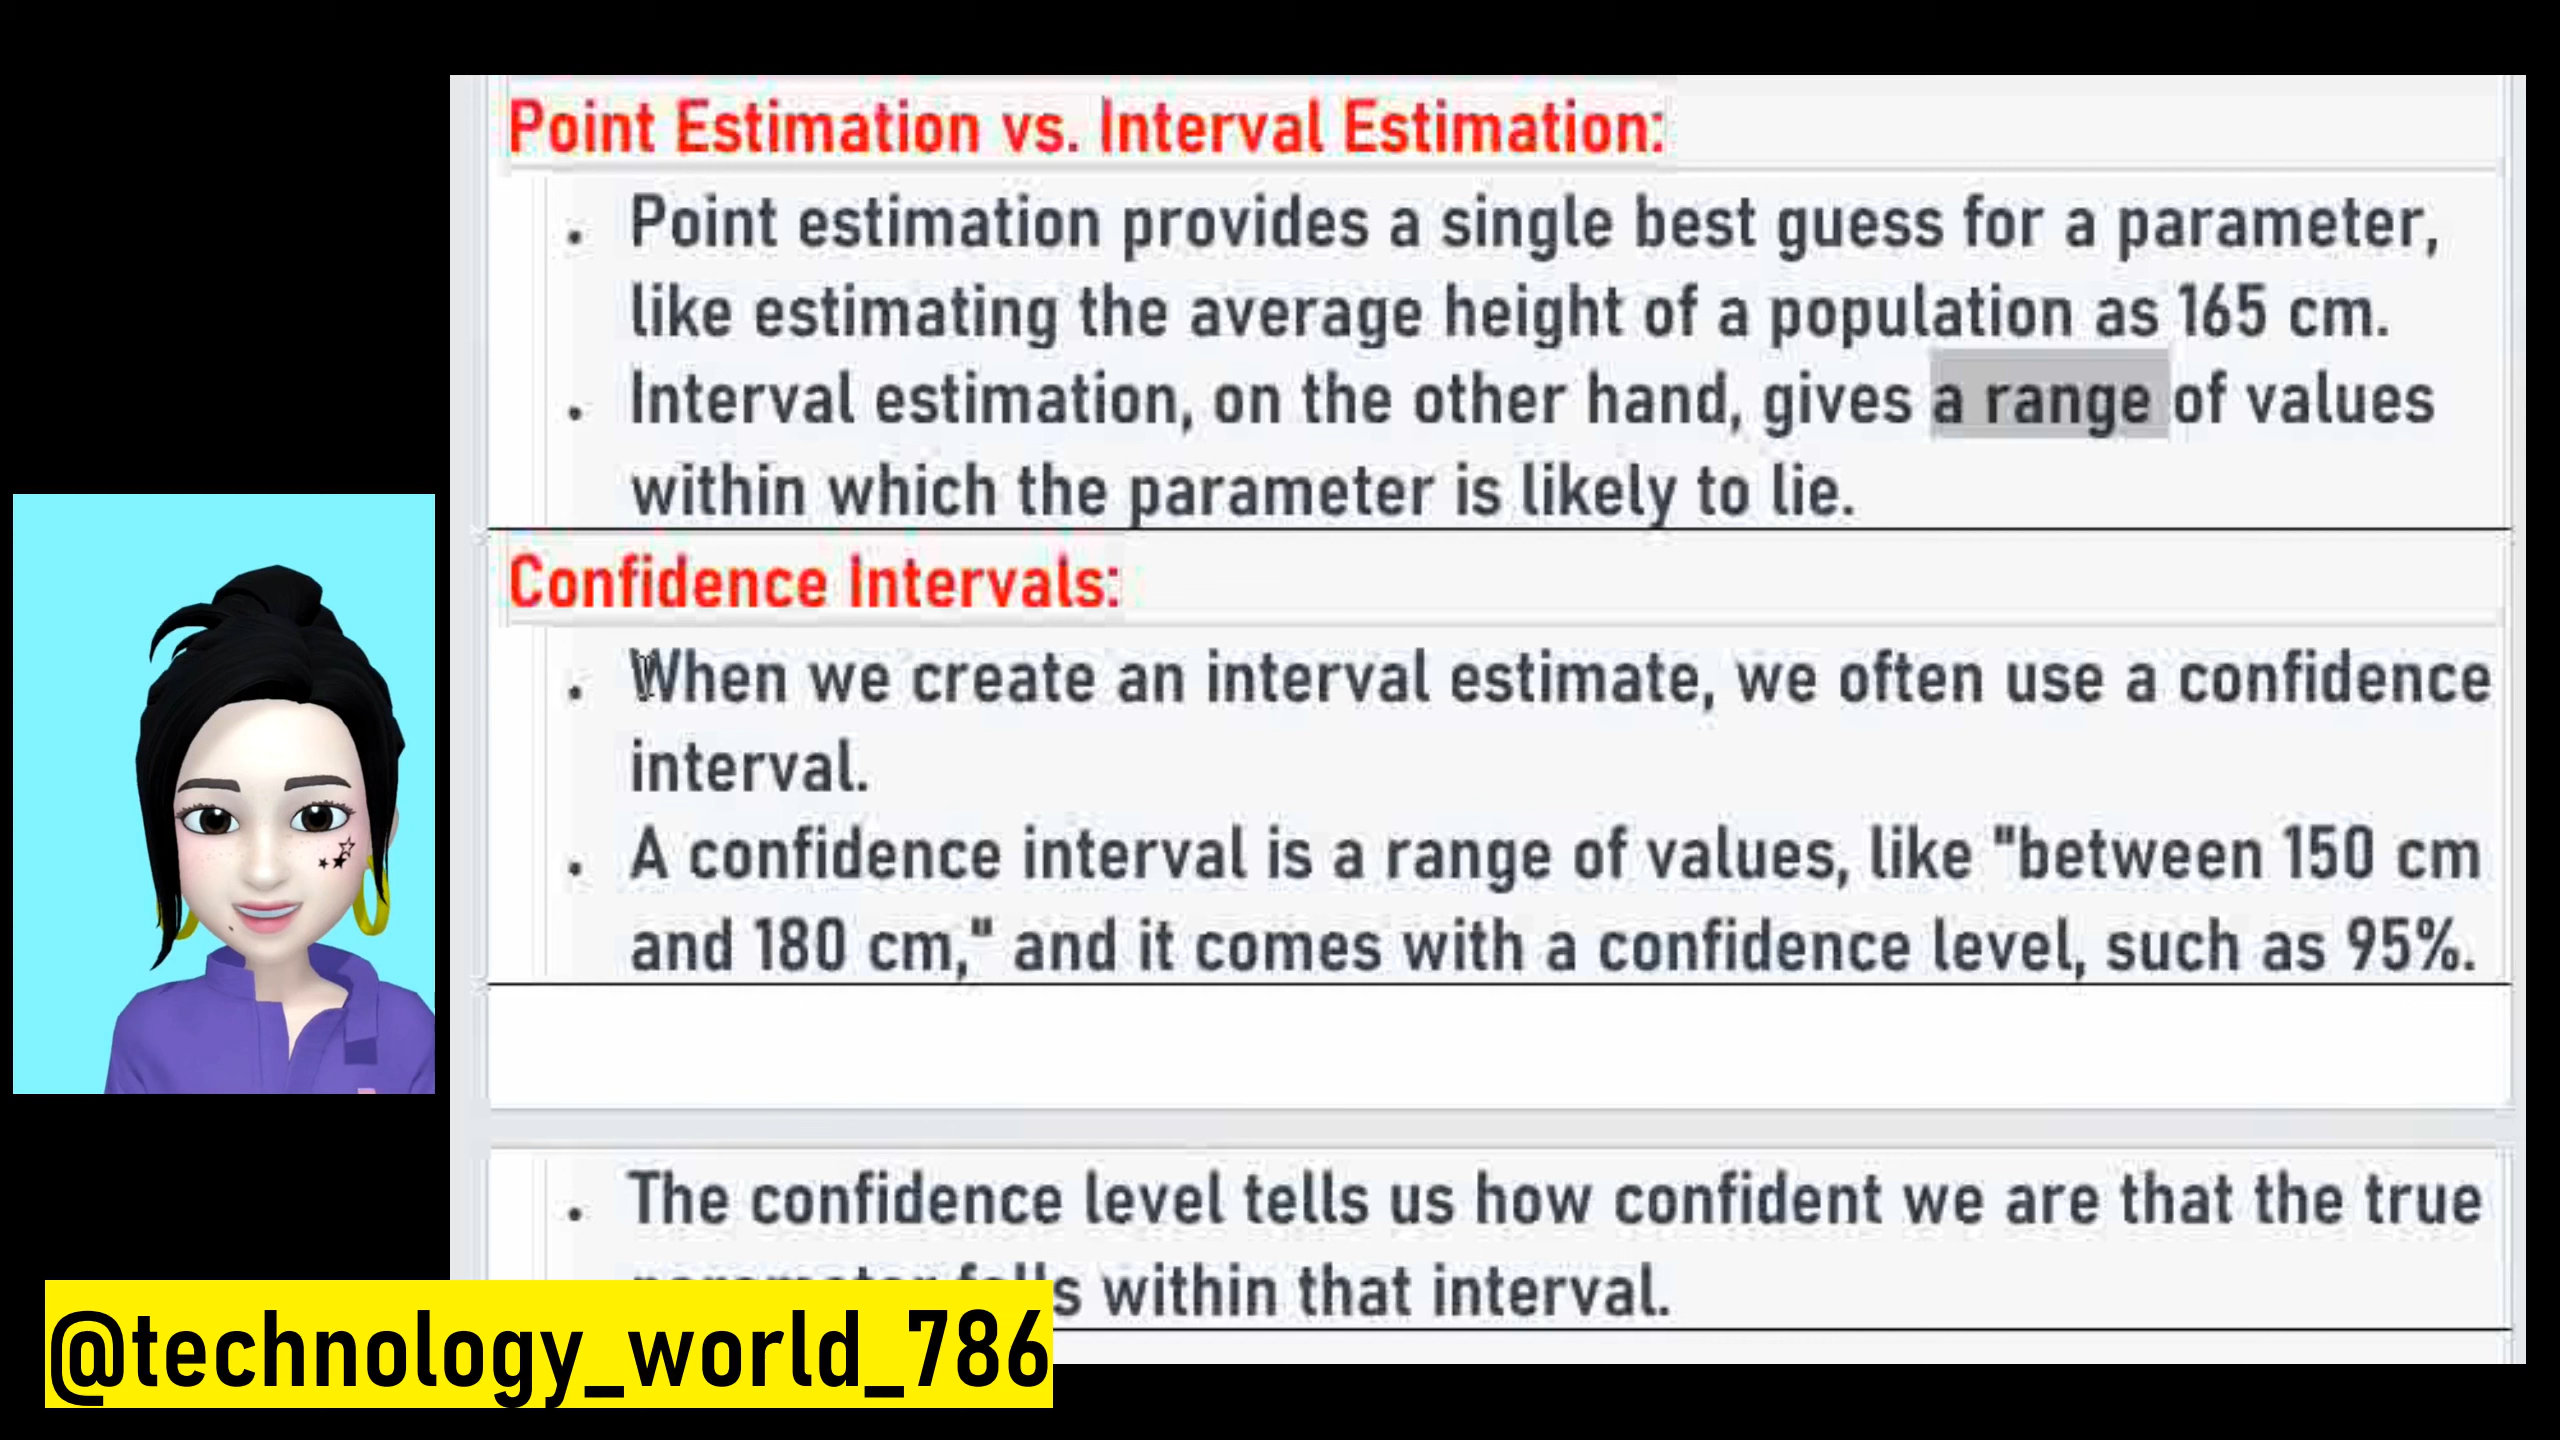 Point Estimation vs. Interval Estimation:
. Point estimation provides a single best guess for a parameter,
like estimating the average height of a population as 165 cm.
. Interval estimation, on the other hand, gives a range of values
within which the parameter is likely to lie.
Confidence Intervals:
. When we create an interval estimate, we often use a confidence
interval.
. A confidence interval is a range of values, like "between 150 cm
and 180 cm," and it comes with a confidence level, such as 95%.
. The confidence level tells us how confident we are that the true
parameter falls within that interval.
@technology_world_786